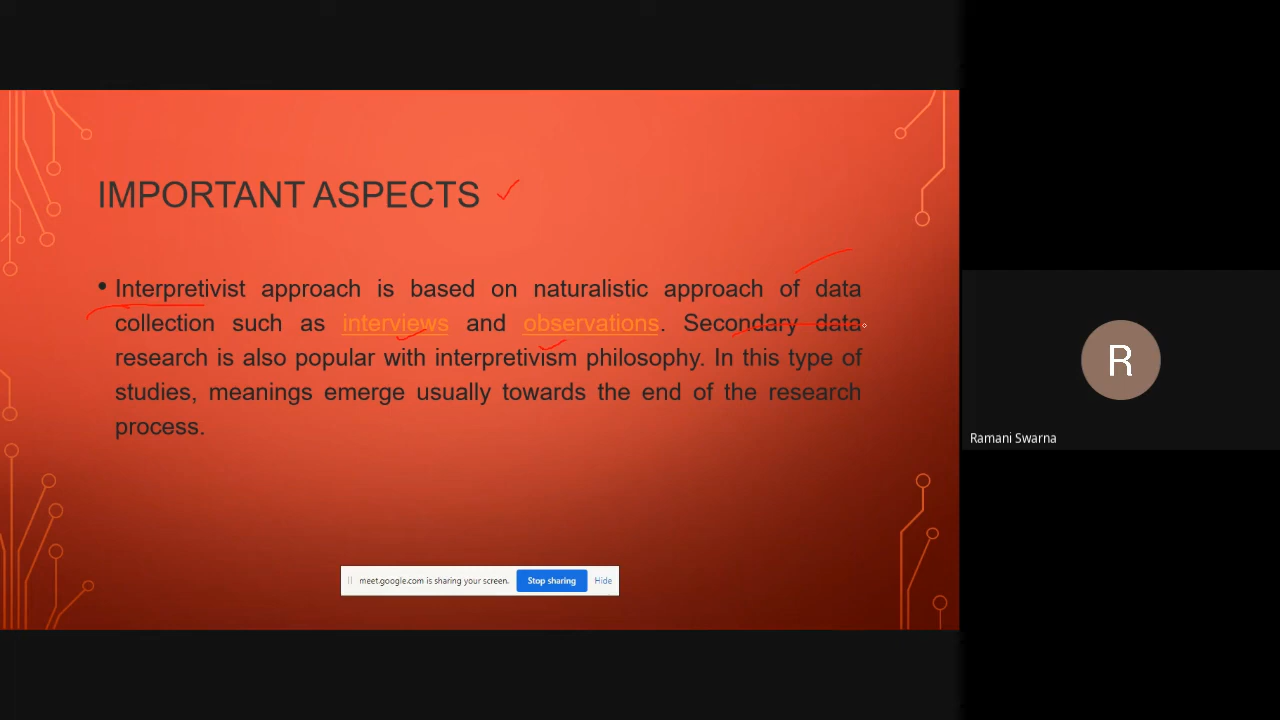 IMPORTANT ASPECTS
• Interpretivist approach is based on naturalistic approach of data
collection such as interviews and observations. Secondary data
research is also popular with interpretivism philosophy. In this type of
studies, meanings emerge usually towards the end of the research
process.
meet.google.com is sharing your screen. Stop sharing Hide
R
Ramani Swarna